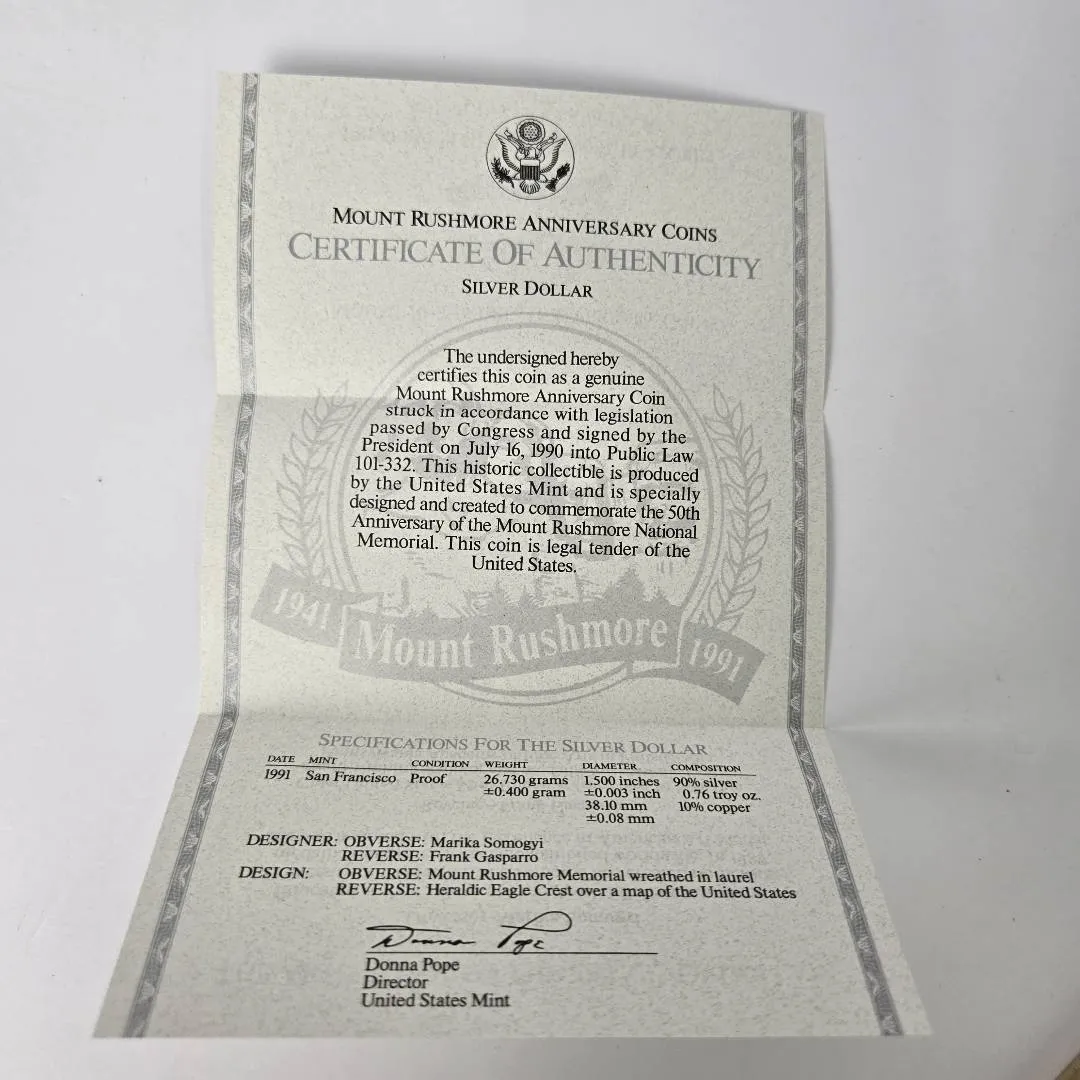 MOUNT RUSHMORE ANNIVERSARY COINS
CERTIFICATE OF AUTHENTICITY
SILVER DOLLAR
The undersigned hereby
certifies this coin as a genuine
Mount Rushmore Anniversary Coin
struck in accordance with legislation
passed by Congress and signed by the
President on July 16, 1990 into Public Law
101-332. This historic collectible is produced
by the United States Mint and is specially
designed and created to commemorate the 50th
Anniversary of the Mount Rushmore National
Memorial. This coin is legal tender of the
United States.
1941 Mount Rushmore 1991
SPECIFICATIONS FOR THE SILVER DOLLAR
DATE MINT CONDITION WEIGHT DIAMETER COMPOSITION
1991 San Francisco Proof 26.730 grams 1.500 inches 90% silver
±0.400 gram ±0.003 inch 0.76 troy oz.
38.10 mm 10% copper
±0.08 mm
DESIGNER: OBVERSE: Marika Somogyi
REVERSE: Frank Gasparro
DESIGN: OBVERSE: Mount Rushmore Memorial wreathed in laurel
REVERSE: Heraldic Eagle Crest over a map of the United States
Donna Pope
Donna Pope
Director
United States Mint